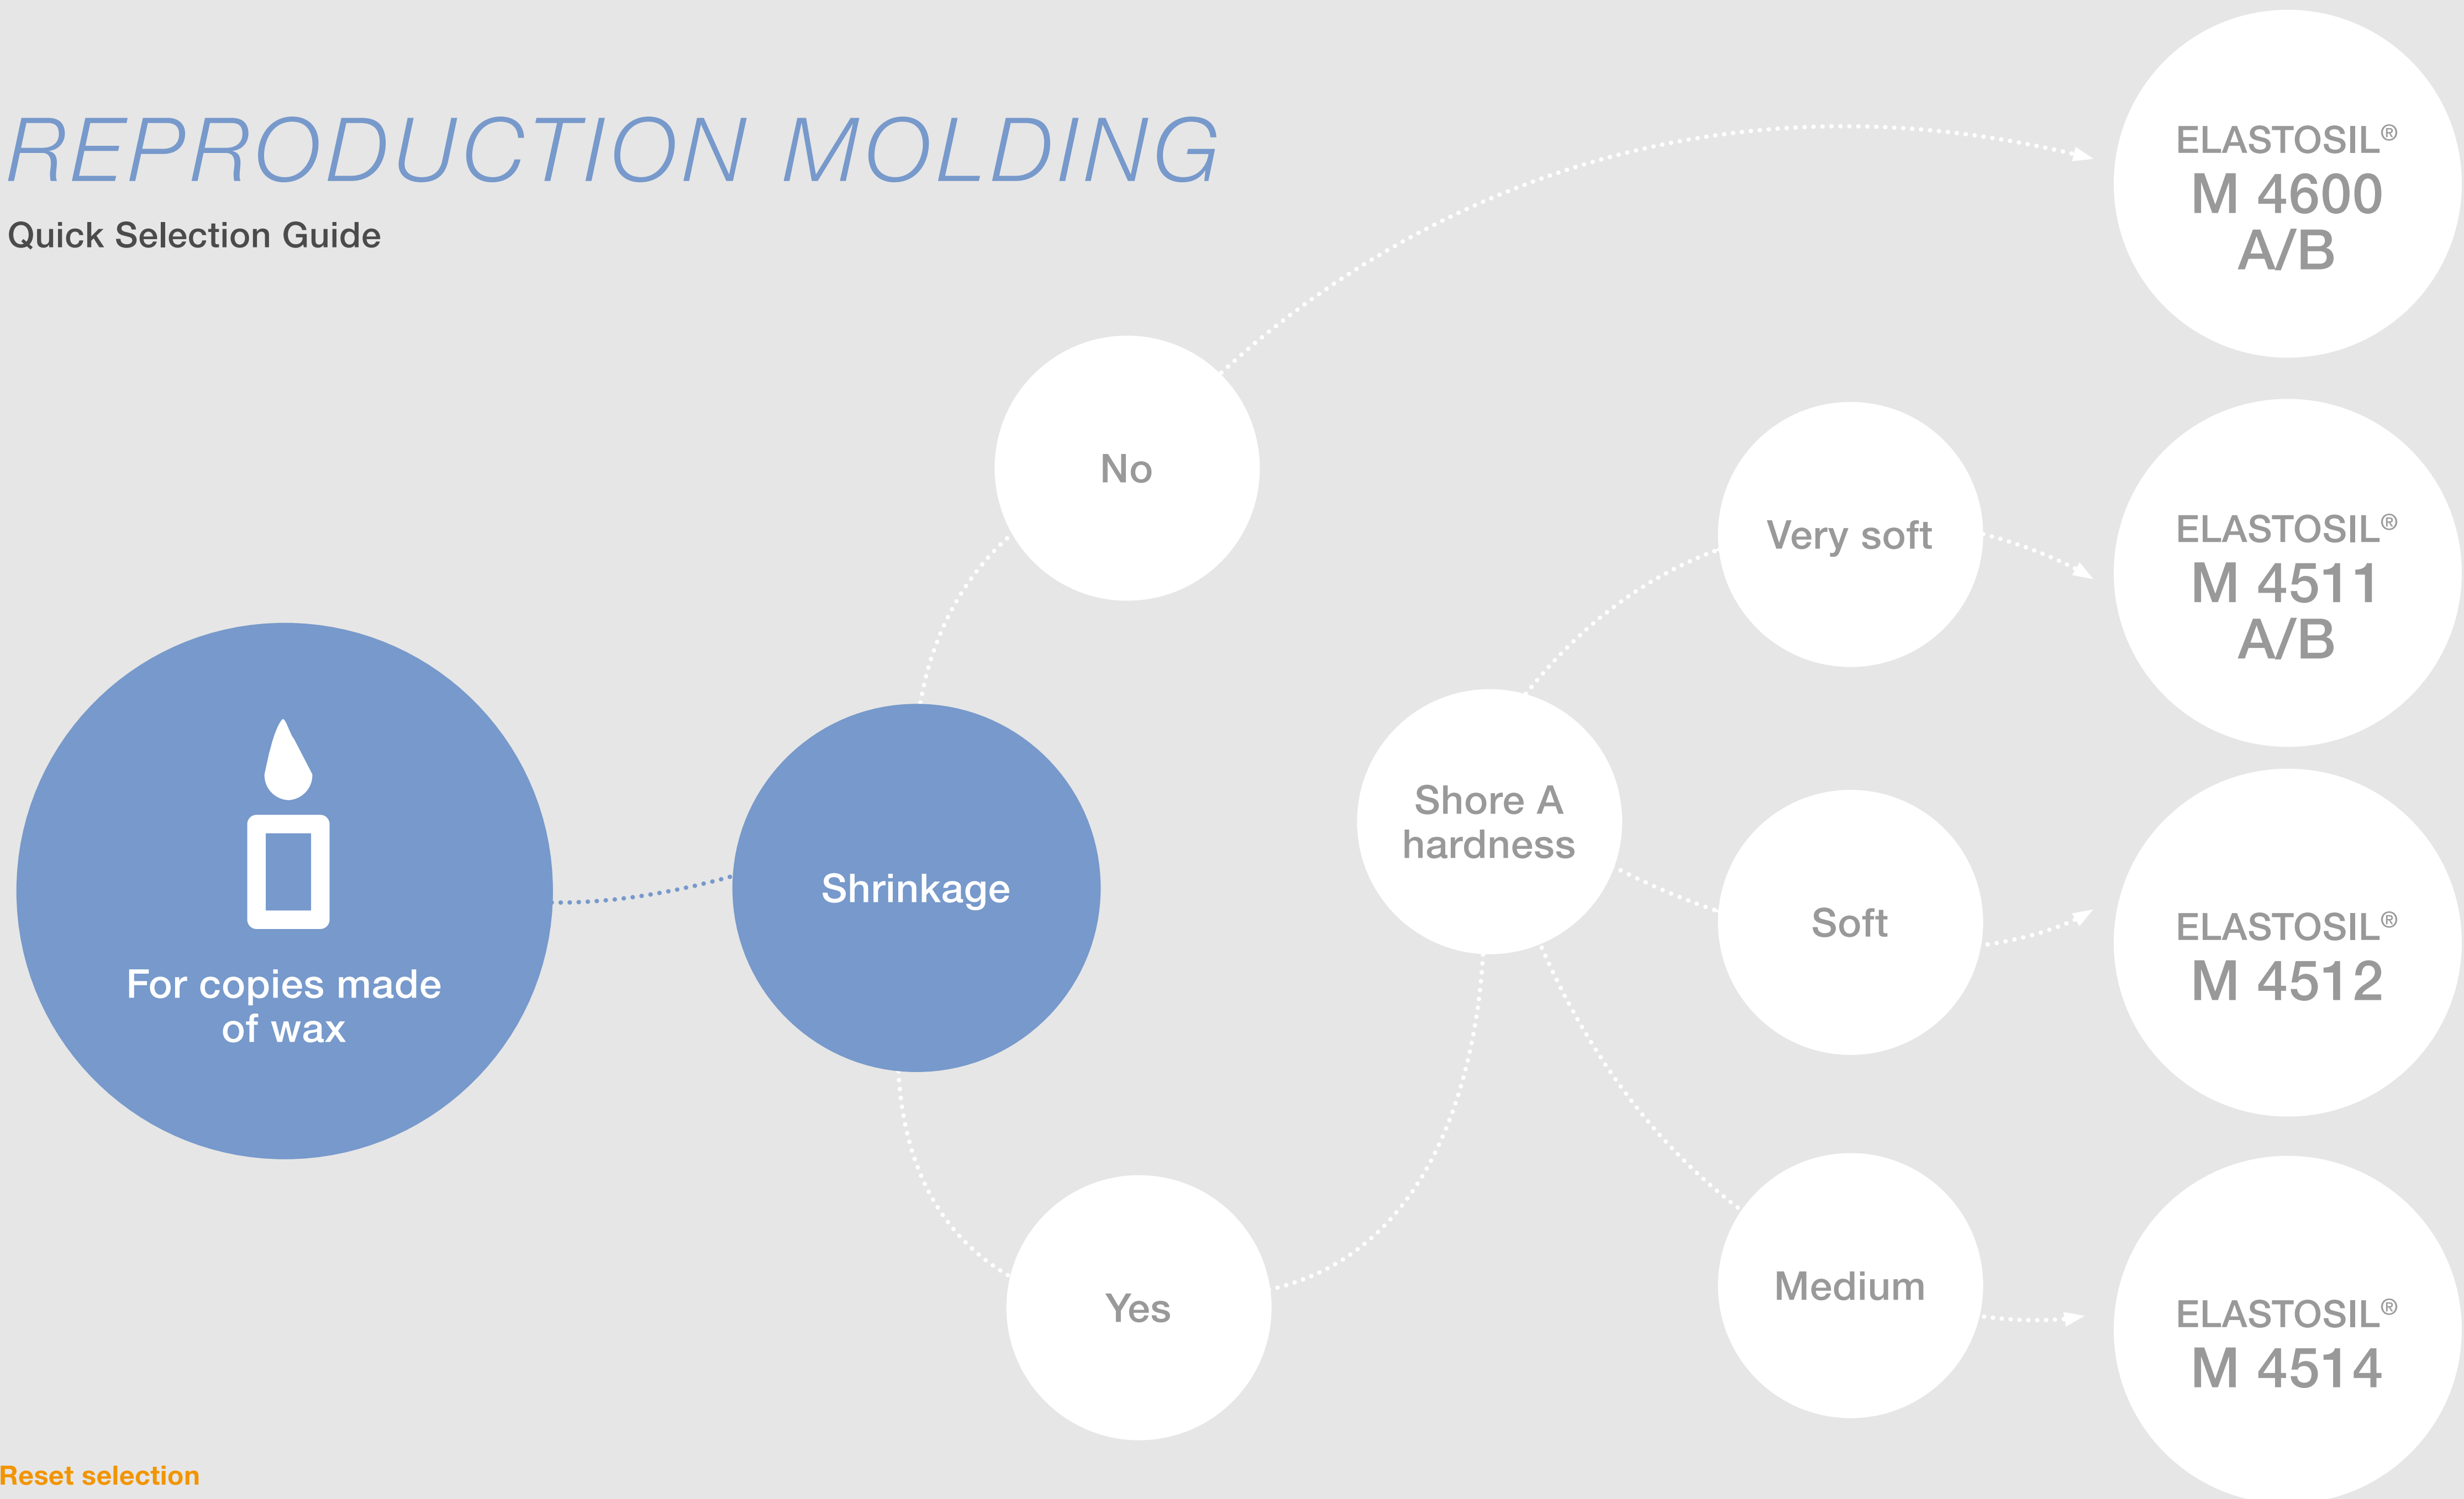 REPRODUCTION MOLDING
Quick Selection Guide
For copies made
of wax
Shrinkage
No
Yes
Shore A
hardness
Very soft
Soft
Medium
ELASTOSIL®
M 4600
A/B
ELASTOSIL®
M 4511
A/B
ELASTOSIL®
M 4512
ELASTOSIL®
M 4514
Reset selection